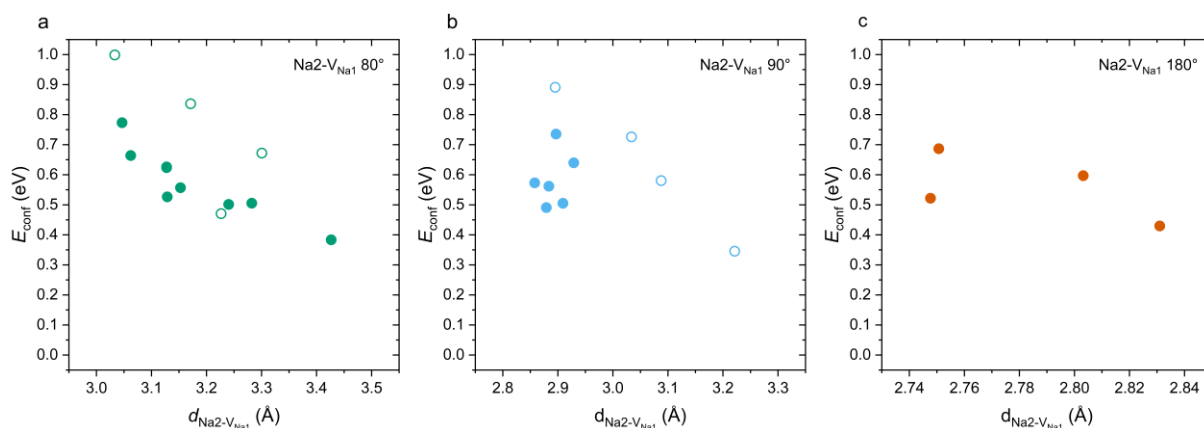 a
Na2-VNa1 80°
1.0
0.9
0.8
0.7
0.6
0.5
0.4
0.3
0.2
0.1
0.0
Econf (eV)
3.0 3.1 3.2 3.3 3.4 3.5
dNa2-VNa1 (Å)
b
Na2-VNa1 90°
1.0
0.9
0.8
0.7
0.6
0.5
0.4
0.3
0.2
0.1
0.0
Econf (eV)
2.8 2.9 3.0 3.1 3.2 3.3
dNa2-VNa1 (Å)
c
Na2-VNa1 180°
1.0
0.9
0.8
0.7
0.6
0.5
0.4
0.3
0.2
0.1
0.0
Econf (eV)
2.74 2.76 2.78 2.80 2.82 2.84
dNa2-VNa1 (Å)